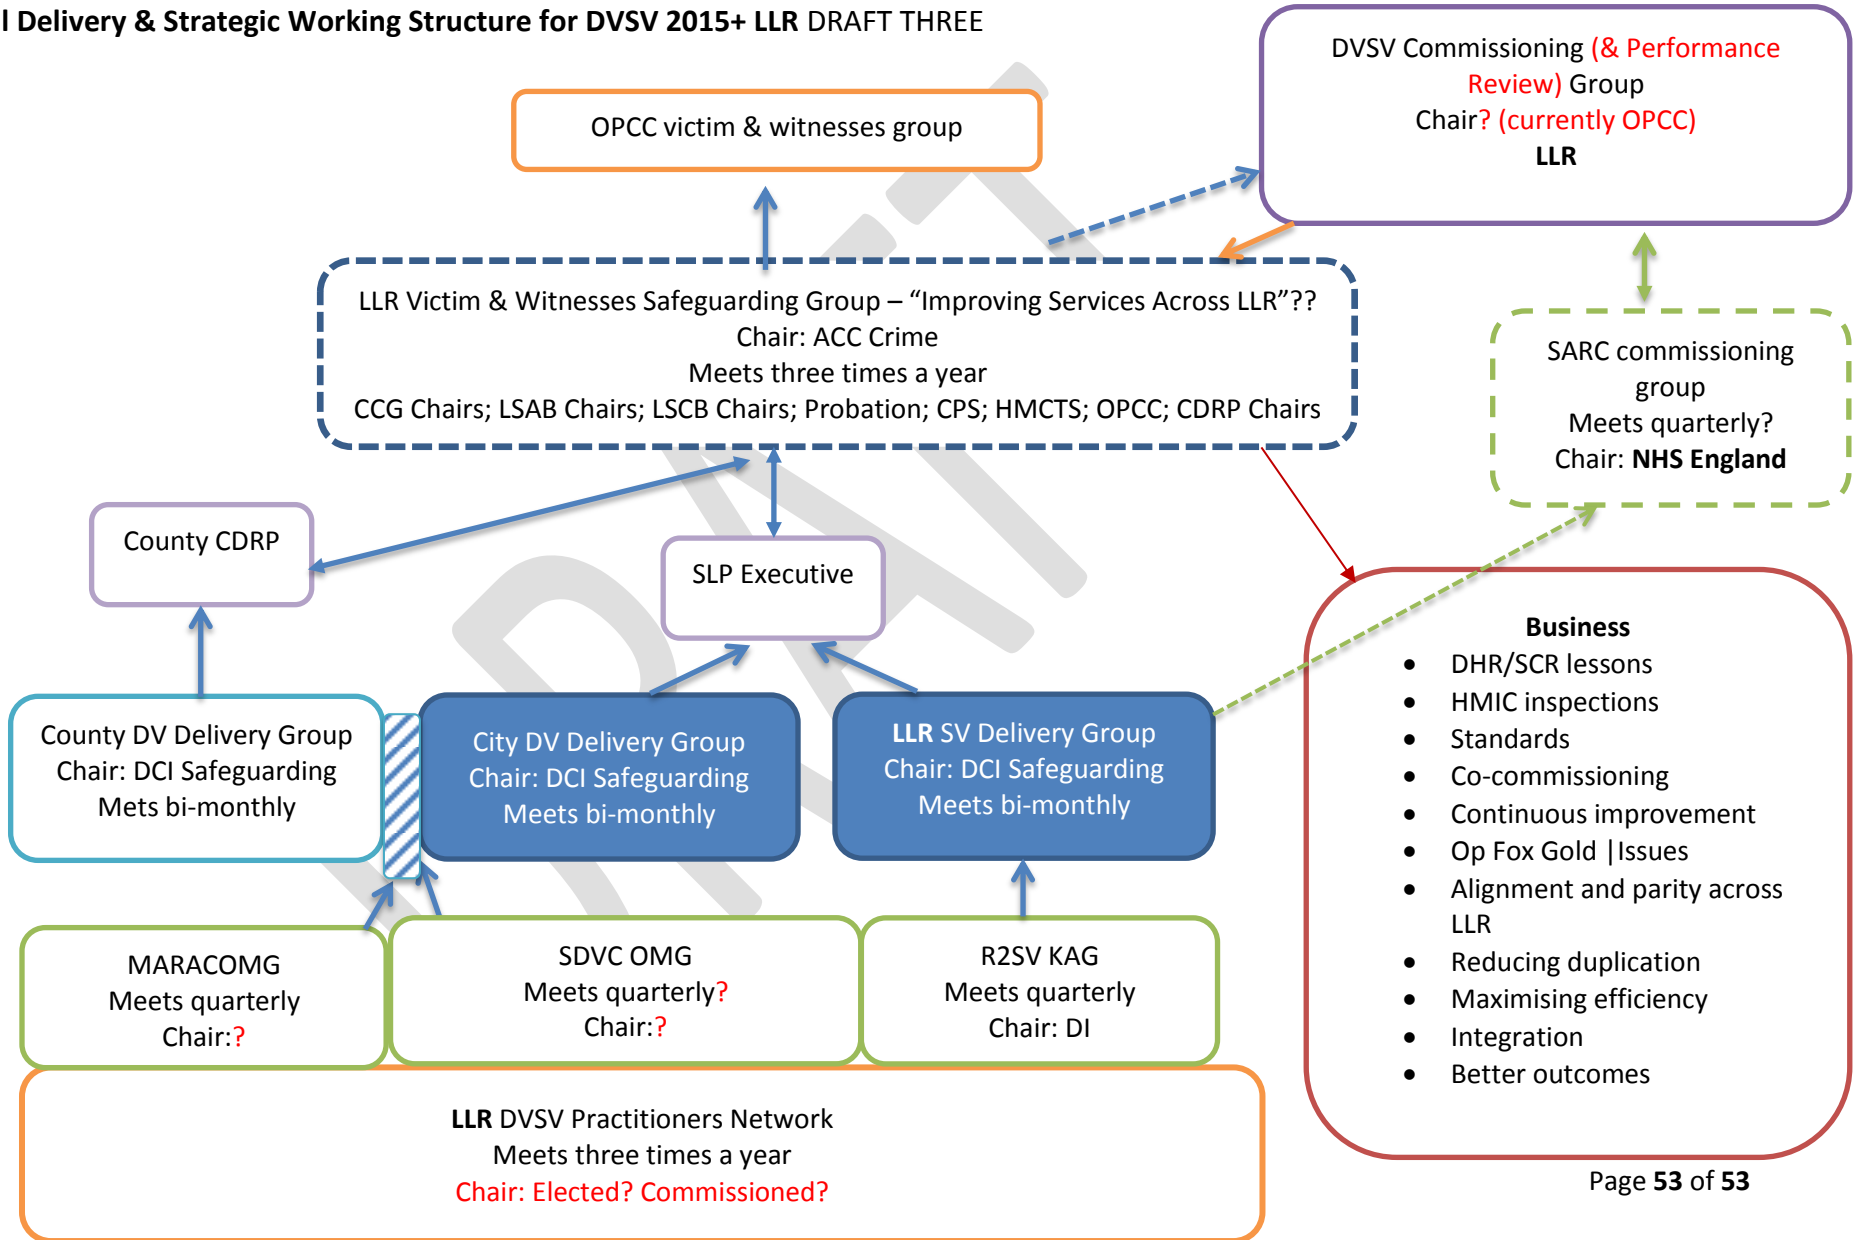 l Delivery & Strategic Working Structure for DVSV 2015+ LLR DRAFT THREE
DVSV Commissioning (& Performance
Review) Group
Chair? (currently OPCC)
LLR
OPCC victim & witnesses group
LLR Victim & Witnesses Safeguarding Group – “Improving Services Across LLR”??
Chair: ACC Crime
Meets three times a year
CCG Chairs; LSAB Chairs; LSCB Chairs; Probation; CPS; HMCTS; OPCC; CDRP Chairs
SARC commissioning
group
Meets quarterly?
Chair: NHS England
County CDRP
SLP Executive
County DV Delivery Group
Chair: DCI Safeguarding
Mets bi-monthly
City DV Delivery Group
Chair: DCI Safeguarding
Meets bi-monthly
LLR SV Delivery Group
Chair: DCI Safeguarding
Meets bi-monthly
Business
• DHR/SCR lessons
• HMIC inspections
• Standards
• Co-commissioning
• Continuous improvement
• Op Fox Gold |Issues
• Alignment and parity across
LLR
• Reducing duplication
• Maximising efficiency
• Integration
• Better outcomes
MARACOMG
Meets quarterly
Chair:?
SDVC OMG
Meets quarterly?
Chair:?
R2SV KAG
Meets quarterly
Chair: DI
LLR DVSV Practitioners Network
Meets three times a year
Chair: Elected? Commissioned?
Page 53 of 53
DRAFT